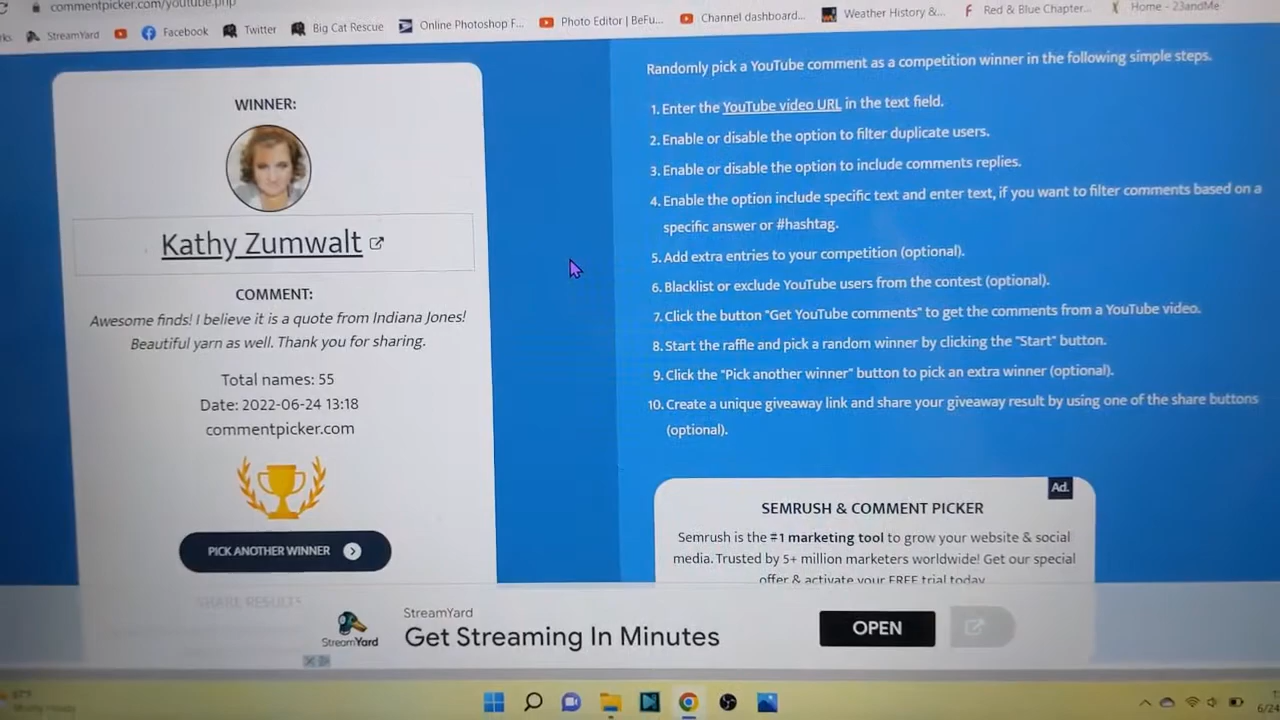 commentpicker.com/youtube.php
StreamYard
Facebook
Twitter
Big Cat Rescue
Online Photoshop F...
Photo Editor | BeFu...
Channel dashboard...
Weather History &...
Red & Blue Chapter...
Home - 23andMe
WINNER:
Kathy Zumwalt
COMMENT:
Awesome finds! I believe it is a quote from Indiana Jones!
Beautiful yarn as well. Thank you for sharing.
Total names: 55
Date: 2022-06-24 13:18
commentpicker.com
PICK ANOTHER WINNER
SHARE RESULTS
Randomly pick a YouTube comment as a competition winner in the following simple steps.
1. Enter the YouTube video URL in the text field.
2. Enable or disable the option to filter duplicate users.
3. Enable or disable the option to include comments replies.
4. Enable the option include specific text and enter text, if you want to filter comments based on a
specific answer or #hashtag.
5. Add extra entries to your competition (optional).
6. Blacklist or exclude YouTube users from the contest (optional).
7. Click the button "Get YouTube comments" to get the comments from a YouTube video.
8. Start the raffle and pick a random winner by clicking the "Start" button.
9. Click the "Pick another winner" button to pick an extra winner (optional).
10. Create a unique giveaway link and share your giveaway result by using one of the share buttons
(optional).
Ad.
SEMRUSH & COMMENT PICKER
Semrush is the #1 marketing tool to grow your website & social
media. Trusted by 5+ million marketers worldwide! Get our special
offer & activate your FREE trial today
StreamYard
StreamYard
Get Streaming In Minutes
OPEN
6/24